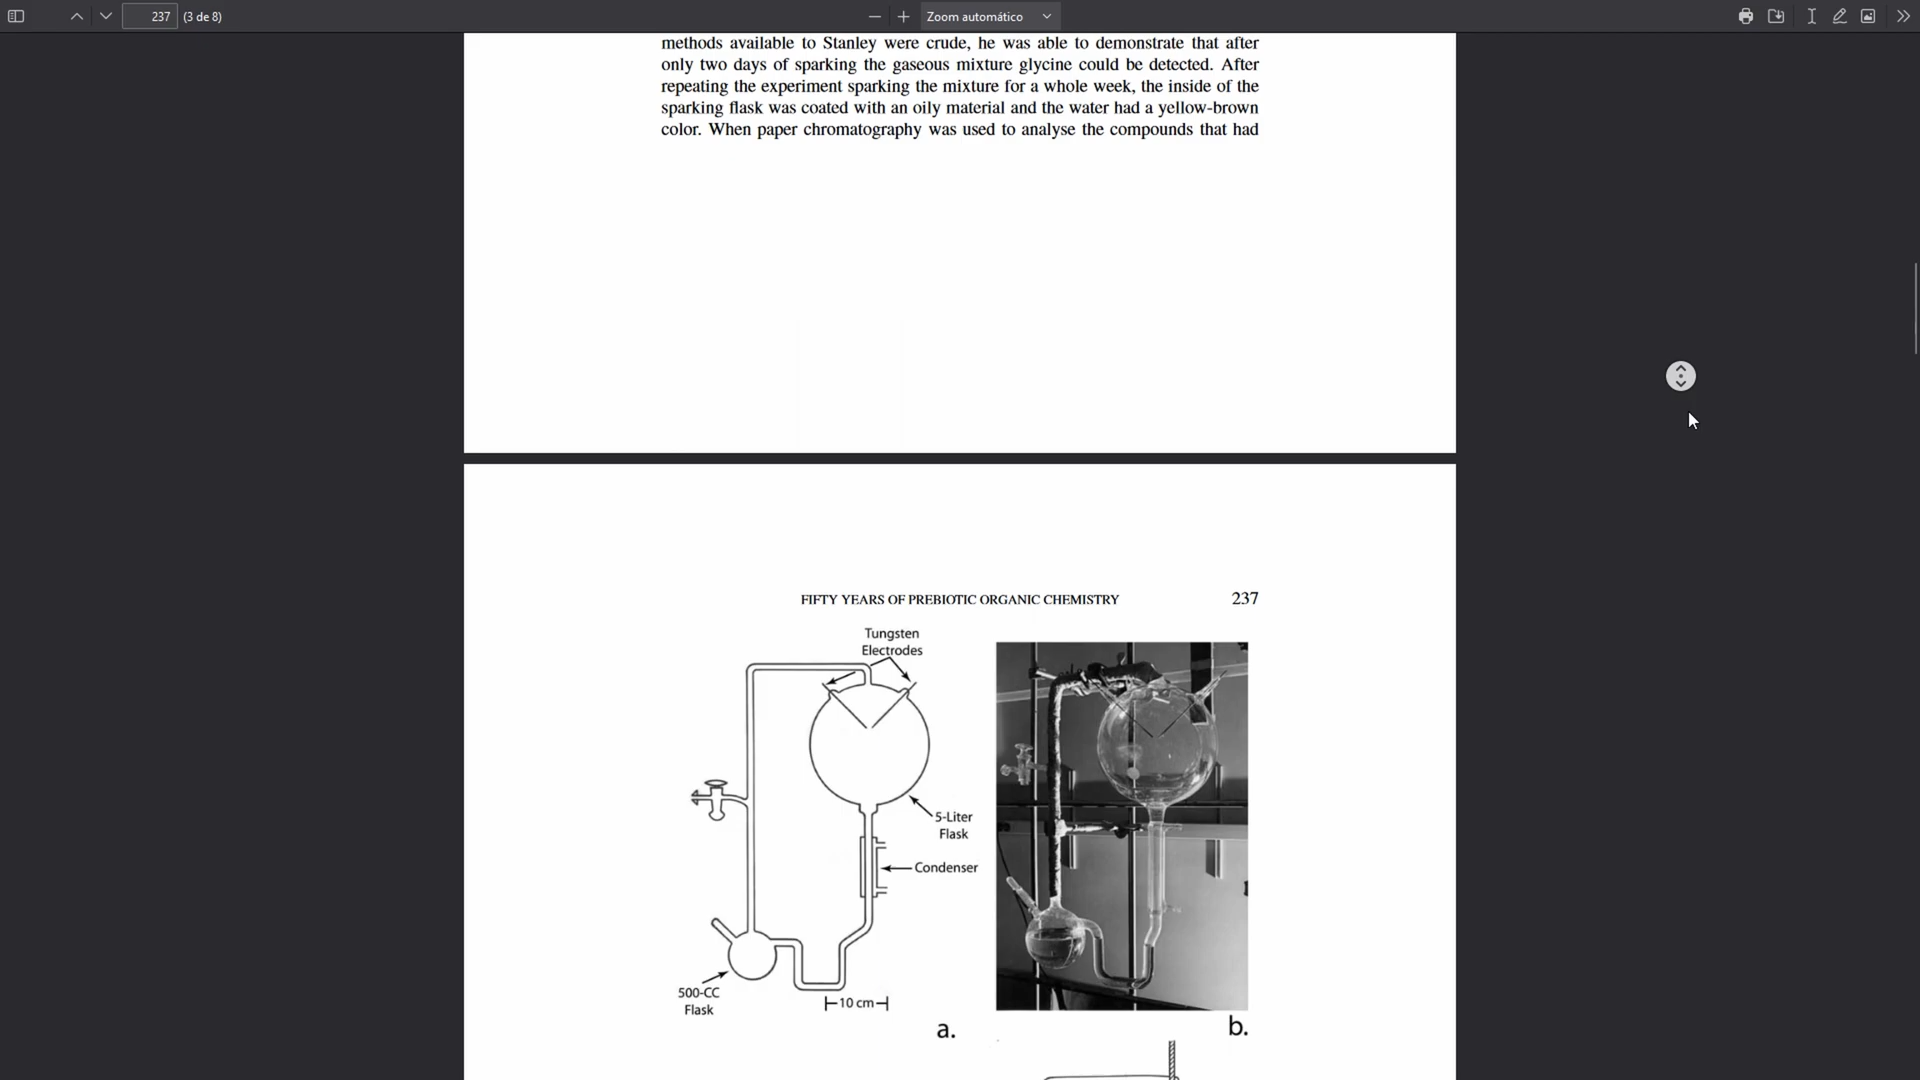 237
(3 de 8)
Zoom automático
methods available to Stanley were crude, he was able to demonstrate that after
only two days of sparking the gaseous mixture glycine could be detected. After
repeating the experiment sparking the mixture for a whole week, the inside of the
sparking flask was coated with an oily material and the water had a yellow-brown
color. When paper chromatography was used to analyse the compounds that had
FIFTY YEARS OF PREBIOTIC ORGANIC CHEMISTRY
237
Tungsten
Electrodes
5-Liter
Flask
Condenser
500-CC
Flask
10 cm
a.
b.